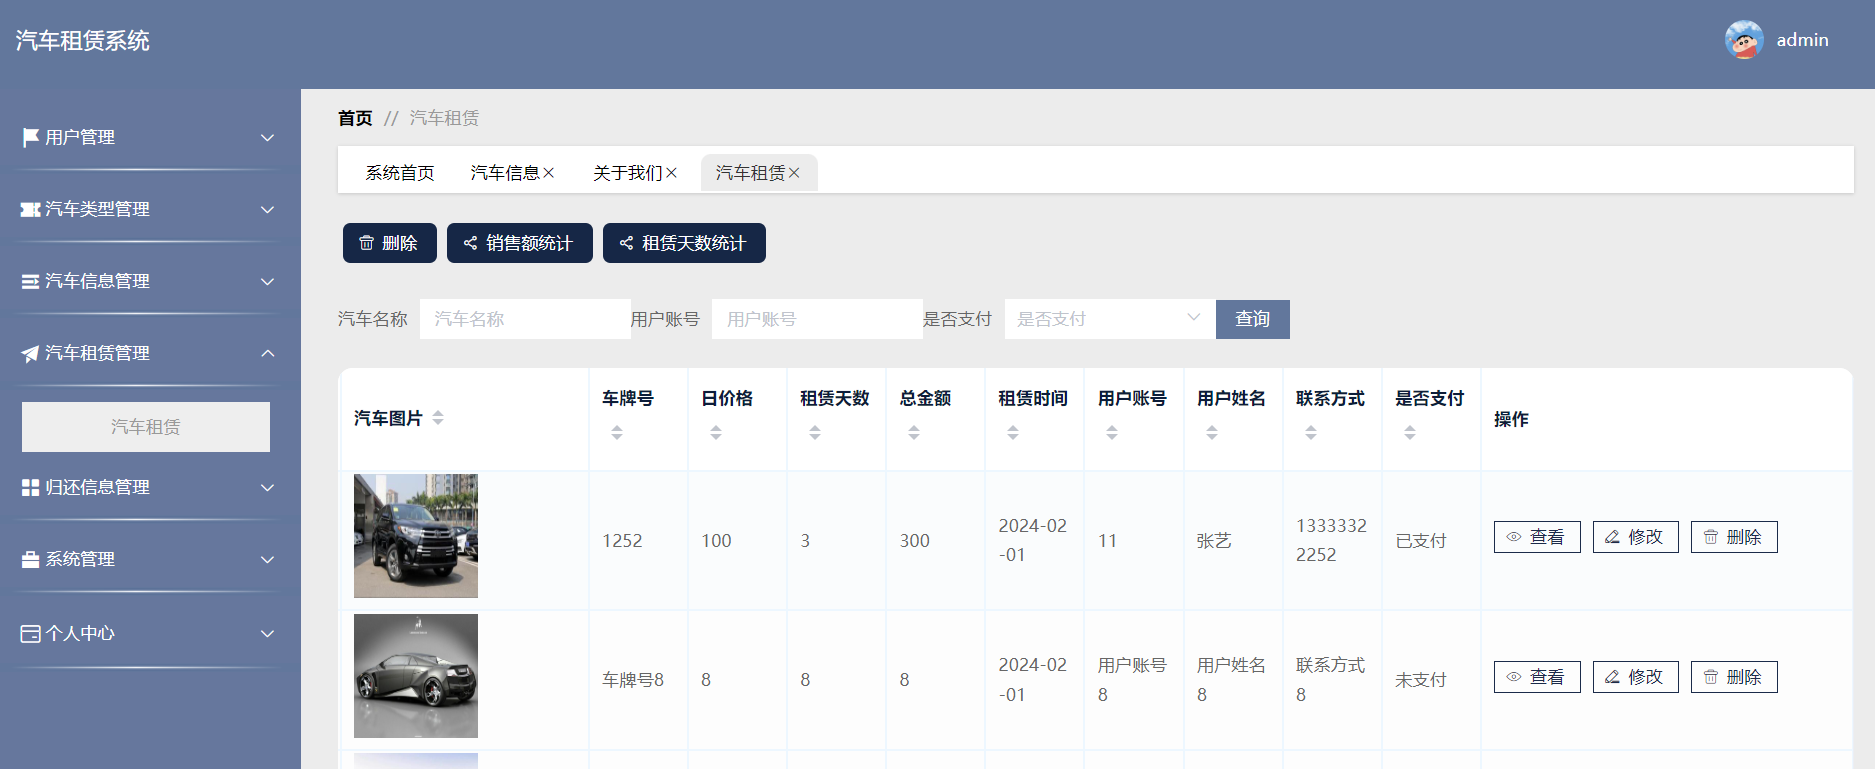 汽车租赁系统
admin
用户管理
汽车类型管理
汽车信息管理
汽车租赁管理
汽车租赁
归还信息管理
系统管理
个人中心
首页 // 汽车租赁
系统首页 汽车信息× 关于我们× 汽车租赁×
删除 销售额统计 租赁天数统计
汽车名称 汽车名称 用户账号 用户账号 是否支付 是否支付 查询
汽车图片 车牌号 日价格 租赁天数 总金额 租赁时间 用户账号 用户姓名 联系方式 是否支付 操作
1252 100 3 300 2024-02
-01 11 张艺 1333332
2252 已支付 查看 修改 删除
车牌号8 8 8 8 2024-02
-01 用户账号
8 用户姓名
8 联系方式
8 未支付 查看 修改 删除